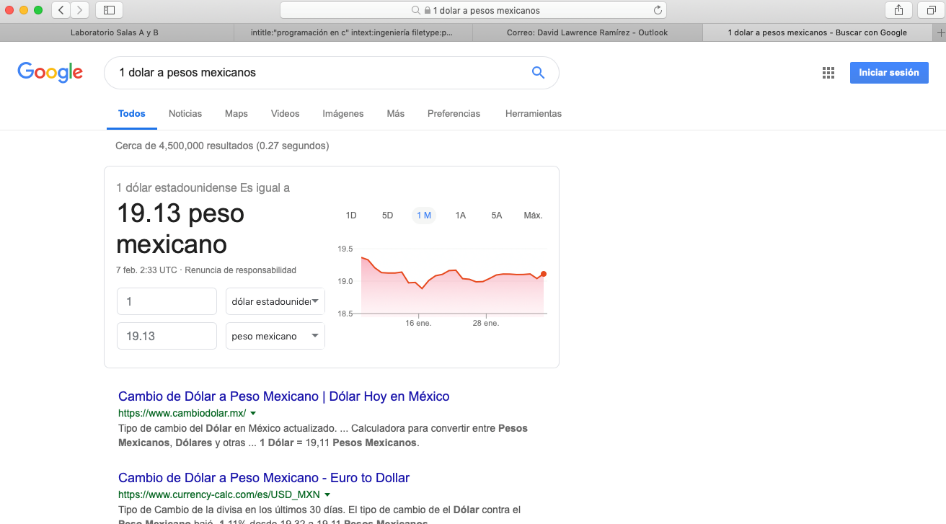 1 dolar a pesos mexicanos
Laboratorio Salas A y B
intitle:"programación en c" intext:ingeniería filetype:p...
Correo: David Lawrence Ramírez - Outlook
1 dolar a pesos mexicanos - Buscar con Google
Google
1 dolar a pesos mexicanos
Iniciar sesión
Todos Noticias Maps Videos Imágenes Más Preferencias Herramientas
Cerca de 4,500,000 resultados (0.27 segundos)
1 dólar estadounidense Es igual a
19.13 peso
mexicano
7 feb. 2:33 UTC · Renuncia de responsabilidad
1 dólar estadounider
19.13 peso mexicano
1D 5D 1 M 1A 5A Máx.
19.5
19.0
18.5
16 ene. 28 ene.
Cambio de Dólar a Peso Mexicano | Dólar Hoy en México
https://www.cambiodolar.mx/
Tipo de cambio del Dólar en México actualizado. ... Calculadora para convertir entre Pesos
Mexicanos, Dólares y otras ... 1 Dólar = 19,11 Pesos Mexicanos.
Cambio de Dólar a Peso Mexicano - Euro to Dollar
https://www.currency-calc.com/es/USD_MXN
Tipo de Cambio de la divisa en los últimos 30 días. El tipo de cambio de el Dólar contra el
Peso Mexicano bajó -1.11% desde 19.32 a 19.11 Pesos Mexicanos